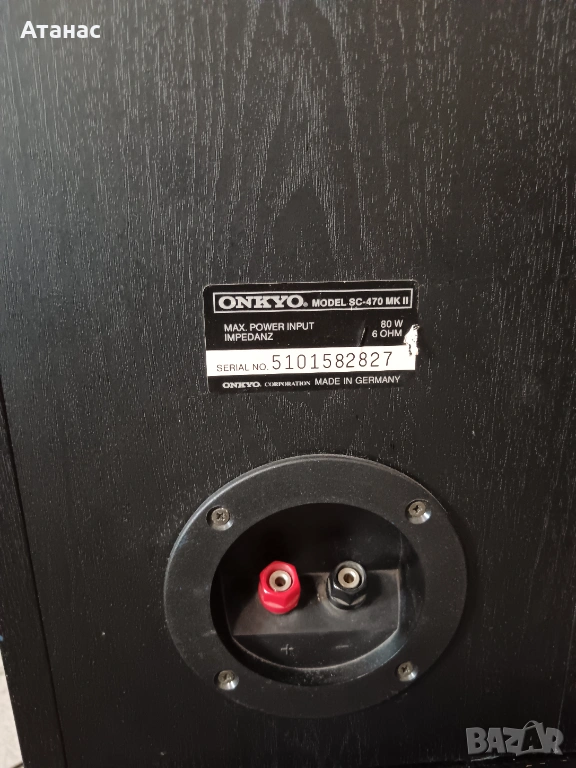 Атанас
ONKYO. MODEL SC-470 MK II
MAX. POWER INPUT 80 W
IMPEDANZ 6 OHM
SERIAL NO. 5101582827
ONKYO. CORPORATION MADE IN GERMANY
+ -
BAZAR